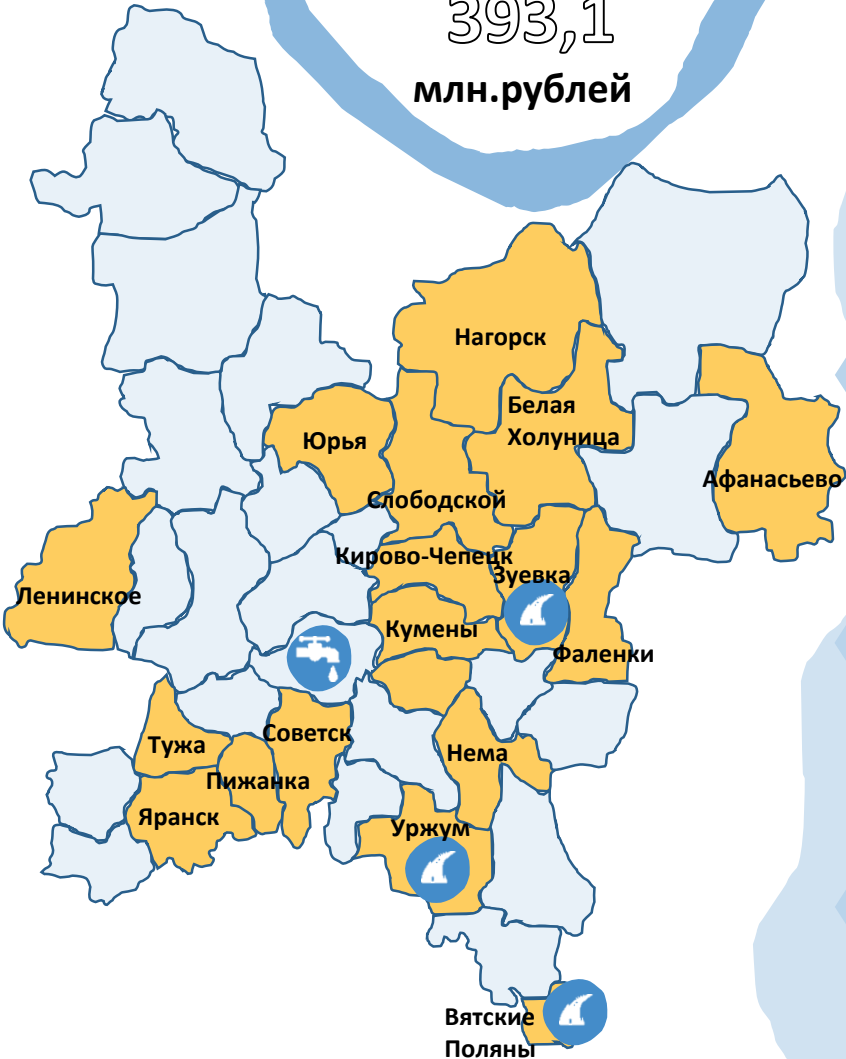 393,1
млн.рублей
Нагорск
Белая
Холуница
Юрья
Афанасьево
Слободской
Кирово-Чепецк
Зуевка
Ленинское
Кумены
Фаленки
Советск
Тужа
Нема
Пижанка
Яранск
Уржум
Вятские
Поляны